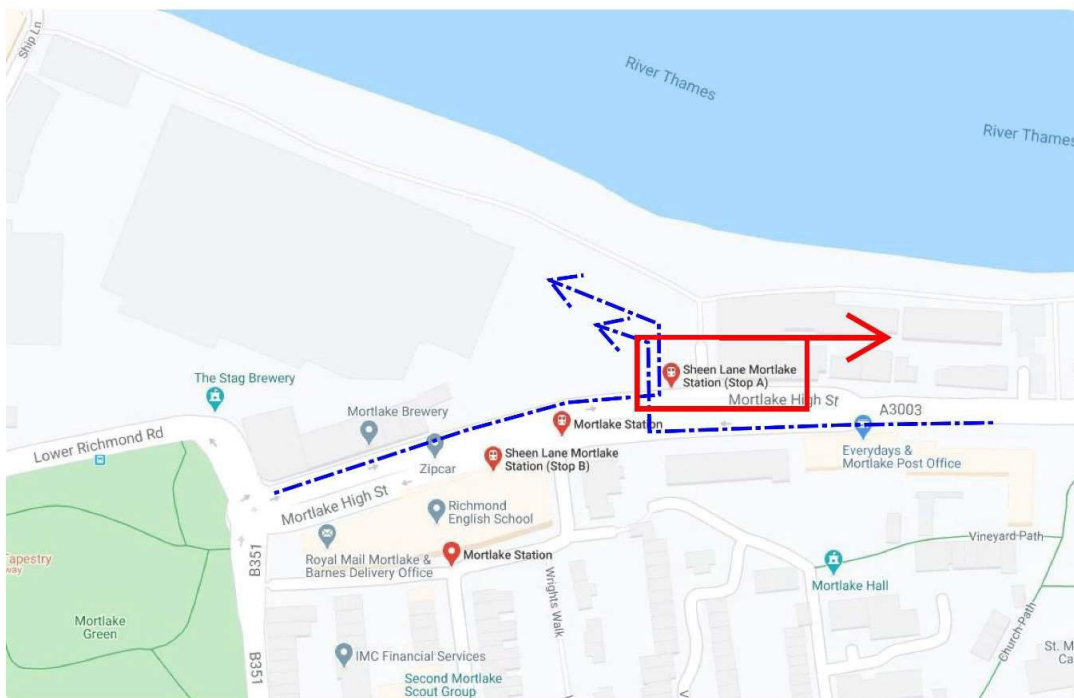 Ship Ln
River Thames
River Thames
The Stag Brewery
Mortlake Brewery
Sheen Lane Mortlake
Station (Stop A)
Mortlake High St
A3003
Lower Richmond Rd
Zipcar
Mortlake Station
Sheen Lane Mortlake
Station (Stop B)
Everydays &
Mortlake Post Office
Mortlake High St
Richmond
English School
Royal Mail Mortlake &
Barnes Delivery Office
Mortlake Station
B351
Vineyard Path
Tapestry
Mortlake Hall
Wrights Walk
Church Path
Mortlake
Green
B351
IMC Financial Services
Second Mortlake
Scout Group
St. M
Ca
V